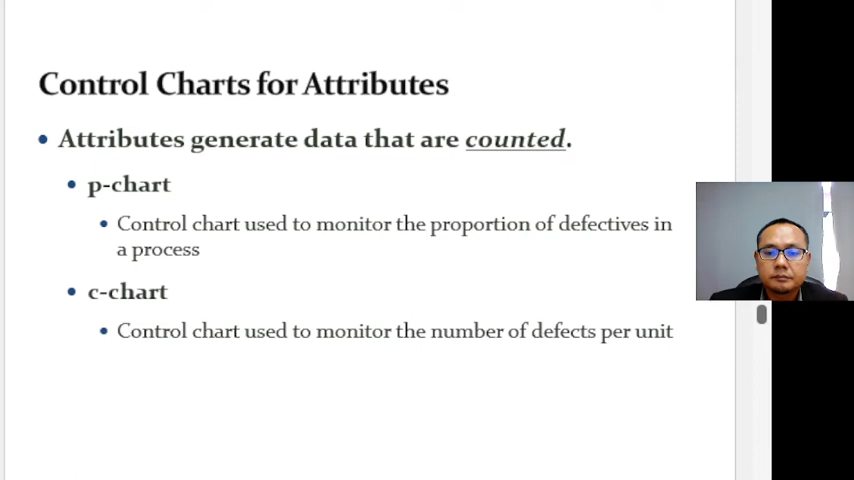 Control Charts for Attributes
Attributes generate data that are counted.
p-chart
Control chart used to monitor the proportion of defectives in
a process
c-chart
Control chart used to monitor the number of defects per unit